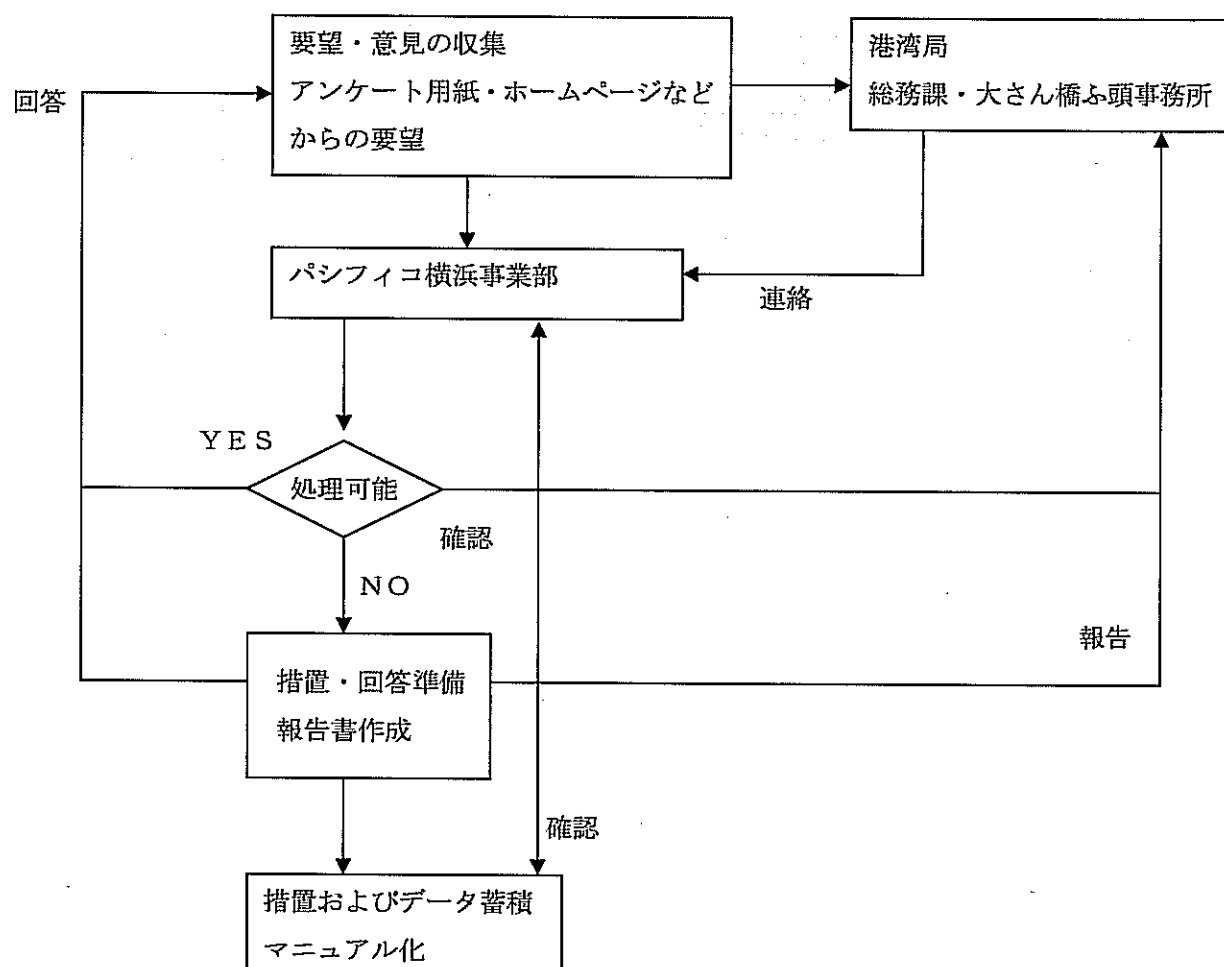 要望・意見の収集
アンケート用紙・ホームページなど
からの要望
港湾局
総務課・大さん橋ふ頭事務所
回答
パシフィコ横浜事業部
連絡
YES
処理可能
確認
NO
報告
措置・回答準備
報告書作成
確認
措置およびデータ蓄積
マニュアル化